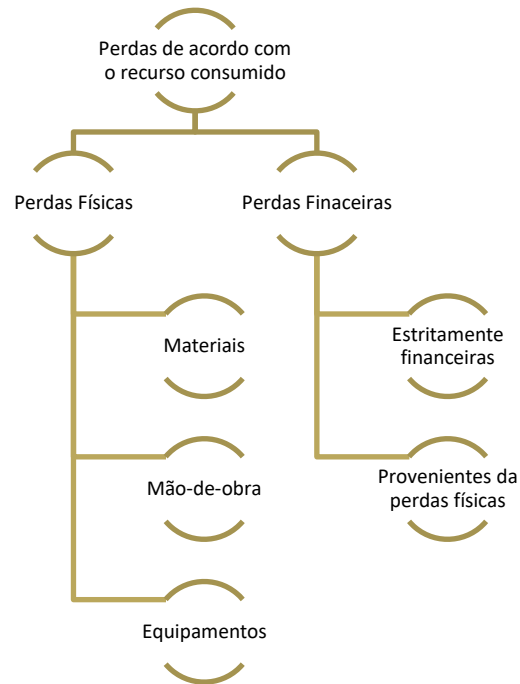 Perdas de acordo com
o recurso consumido
Perdas Físicas
Perdas Finaceiras
Materiais
Mão-de-obra
Equipamentos
Estritamente
financeiras
Provenientes da
perdas físicas